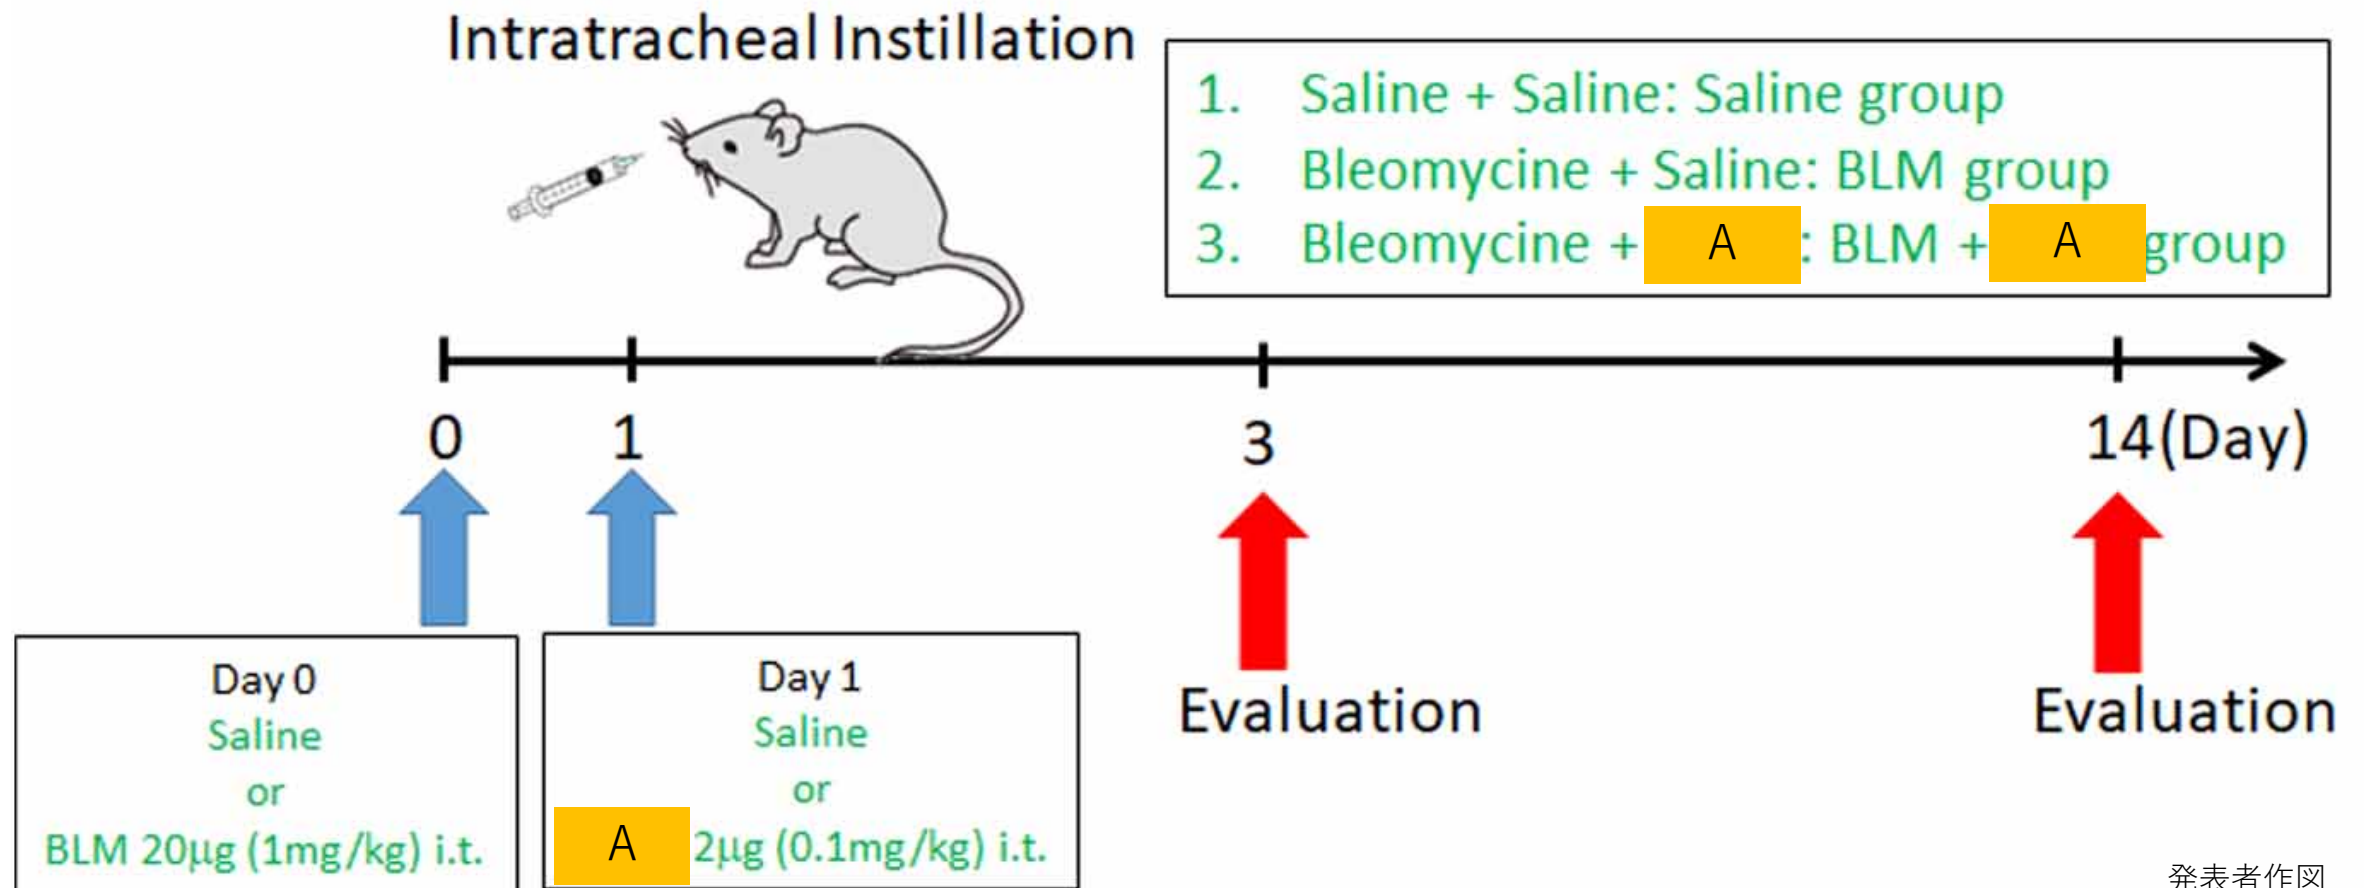 Intratracheal Instillation
1. Saline + Saline: Saline group
2. Bleomycine + Saline: BLM group
3. Bleomycine + A : BLM + A group
0 1 3 14(Day)
Day 0
Saline
or
BLM 20μg (1mg/kg) i.t.
Day 1
Saline
or
A 2μg (0.1mg/kg) i.t.
Evaluation
Evaluation
発表者作図